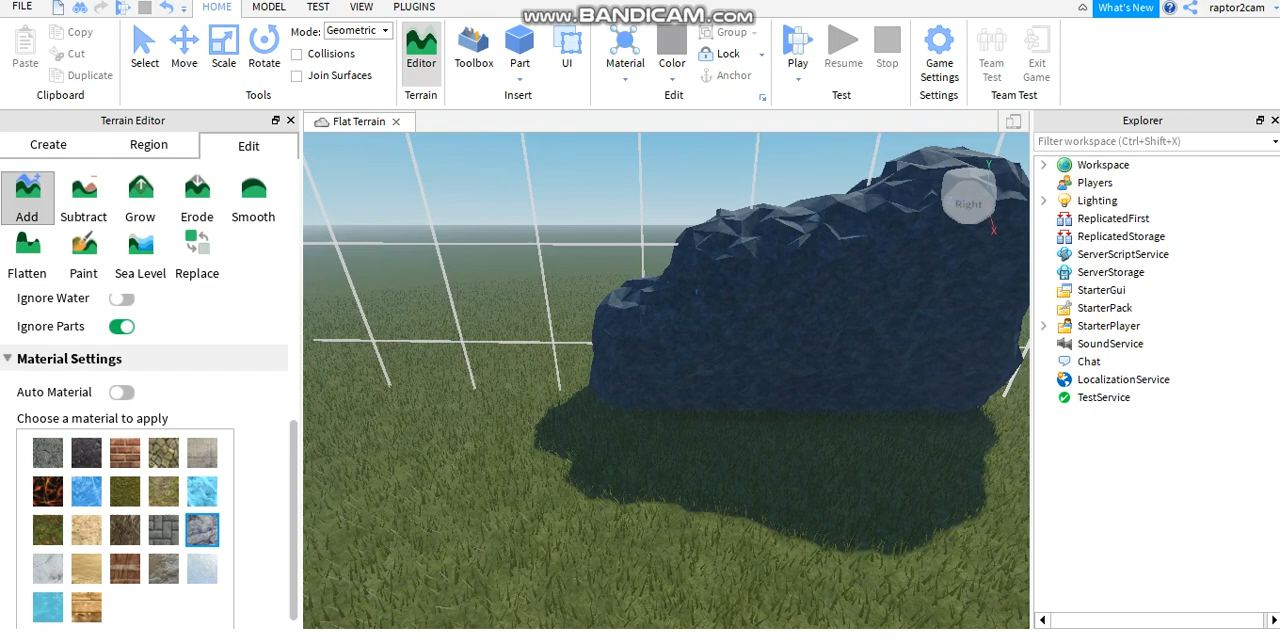 FILE HOME MODEL TEST VIEW PLUGINS www.BANDICAM.com What's New raptor2cam
Paste Copy Cut Duplicate Clipboard
Select Move Scale Rotate Mode: Geometric Collisions Join Surfaces Tools
Editor Terrain
Toolbox Part UI Insert
Material Color Group Lock Anchor Edit
Play Resume Stop Test
Game Settings Settings
Team Test Exit Game Team Test
Terrain Editor
Create Region Edit
Add Subtract Grow Erode Smooth
Flatten Paint Sea Level Replace
Ignore Water
Ignore Parts
Material Settings
Auto Material
Choose a material to apply
Flat Terrain
Right
Y
X
Explorer
Filter workspace (Ctrl+Shift+X)
Workspace
Players
Lighting
ReplicatedFirst
ReplicatedStorage
ServerScriptService
ServerStorage
StarterGui
StarterPack
StarterPlayer
SoundService
Chat
LocalizationService
TestService